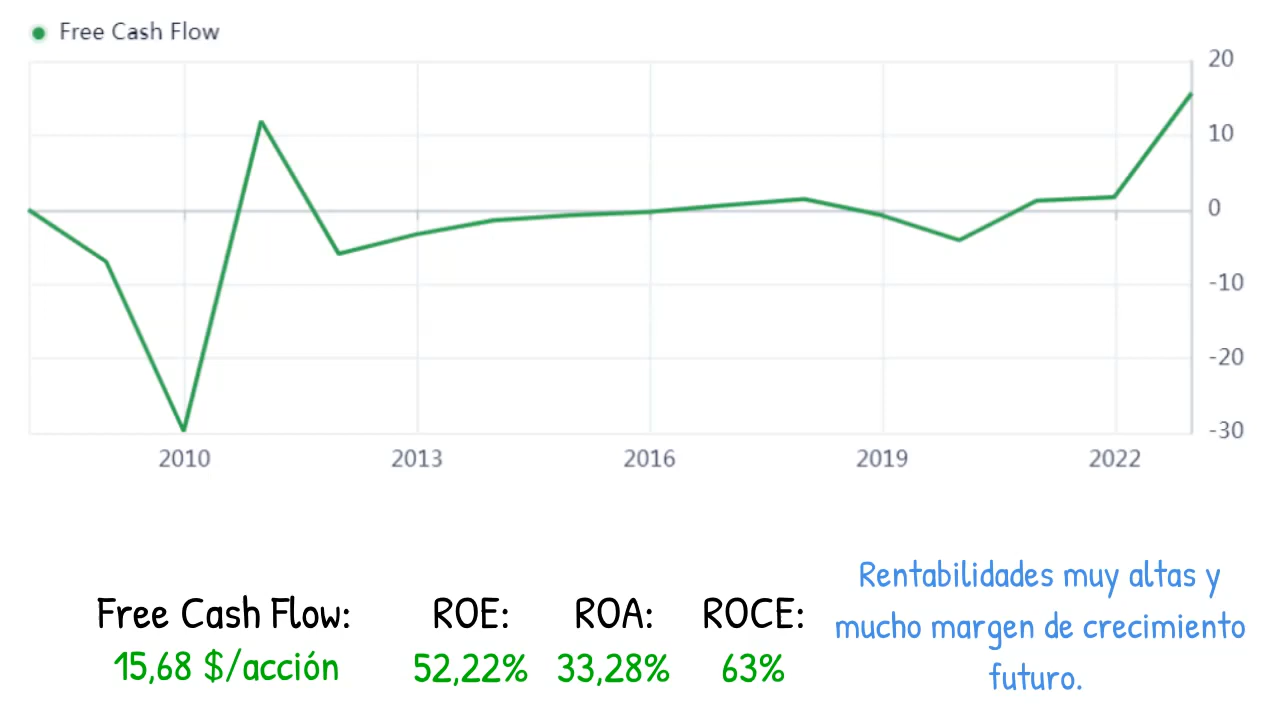 Free Cash Flow
20
10
0
-10
-20
-30
2010 2013 2016 2019 2022
Free Cash Flow: ROE: ROA: ROCE:
15,68 $/acción 52,22% 33,28% 63%
Rentabilidades muy altas y
mucho margen de crecimiento
futuro.